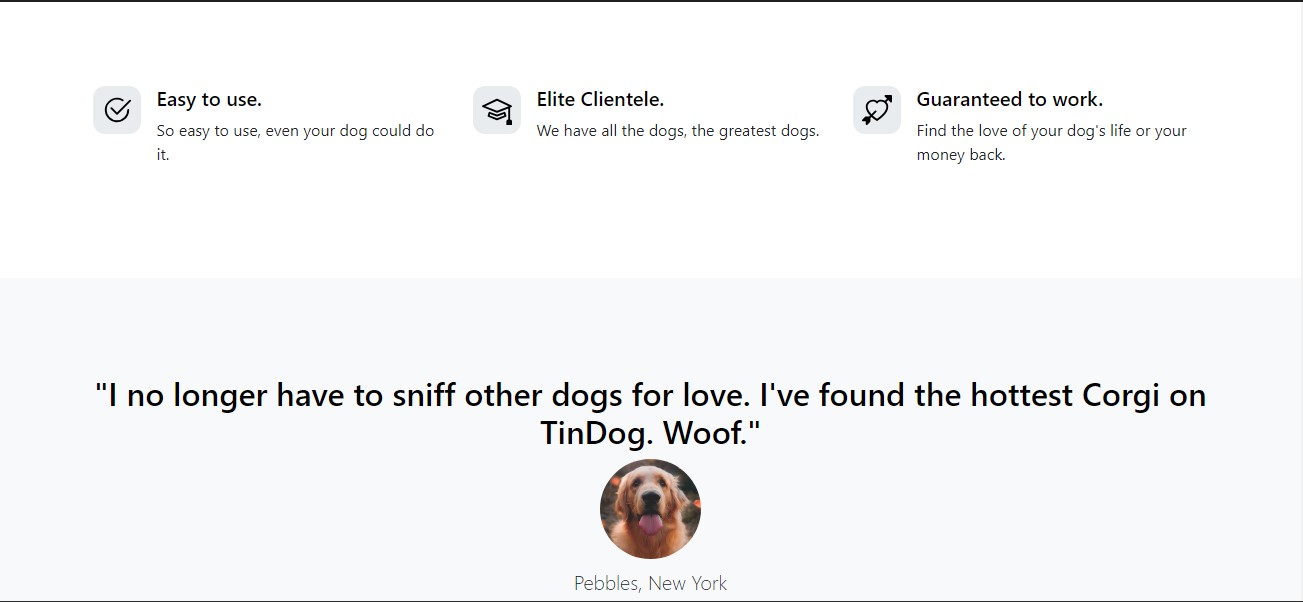 Easy to use.
So easy to use, even your dog could do
it.
Elite Clientele.
We have all the dogs, the greatest dogs.
Guaranteed to work.
Find the love of your dog's life or your
money back.
"I no longer have to sniff other dogs for love. I've found the hottest Corgi on
TinDog. Woof."
Pebbles, New York